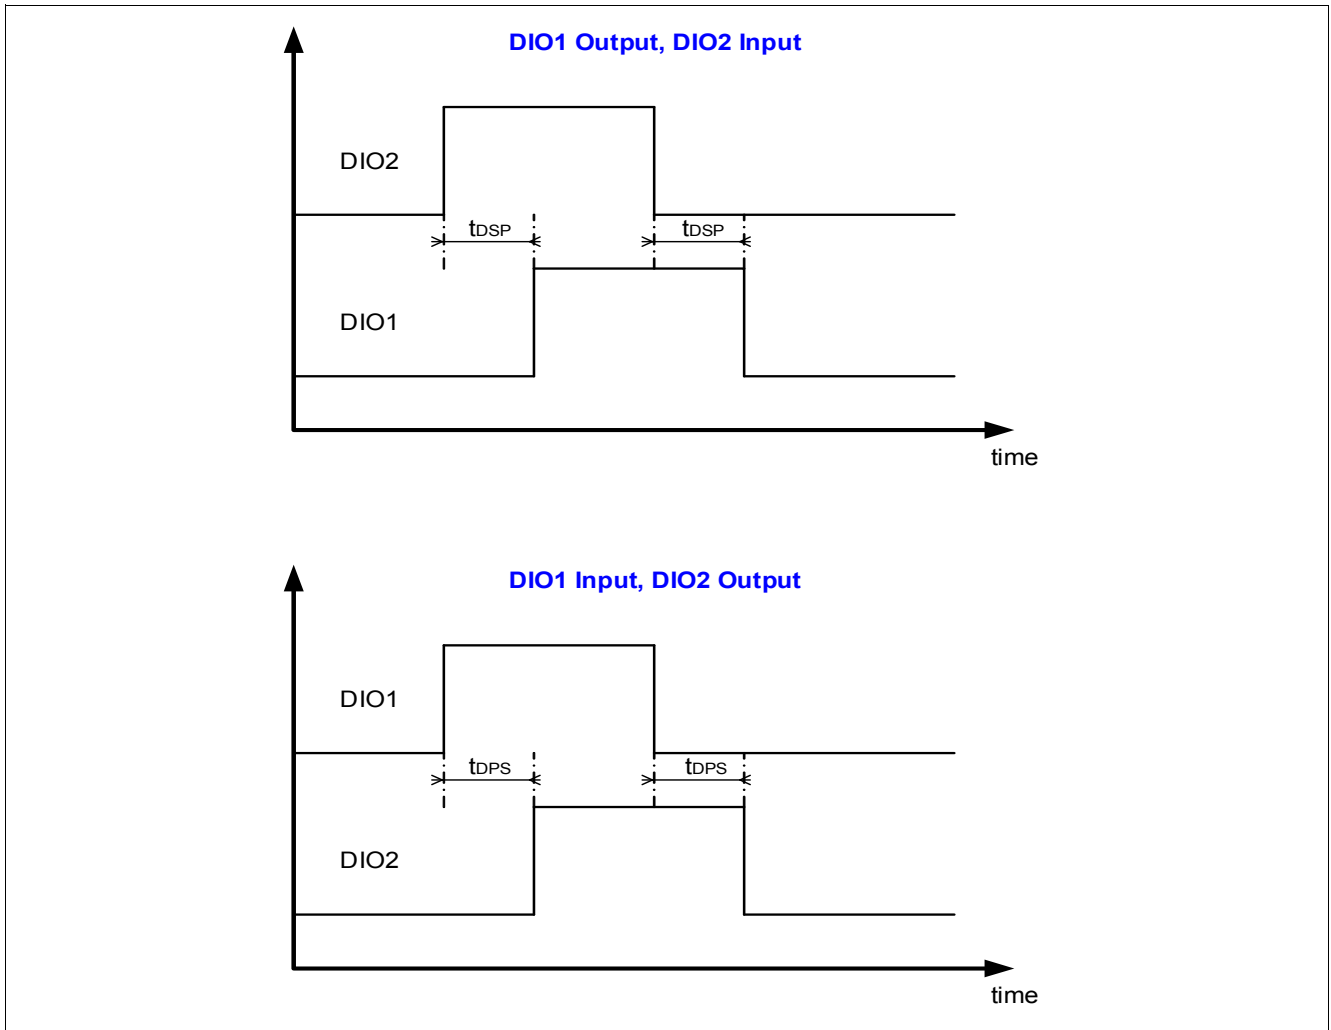 DIO1 Output, DIO2 Input
DIO2
tDSP tDSP
DIO1
time
DIO1 Input, DIO2 Output
DIO1
tDPS tDPS
DIO2
time